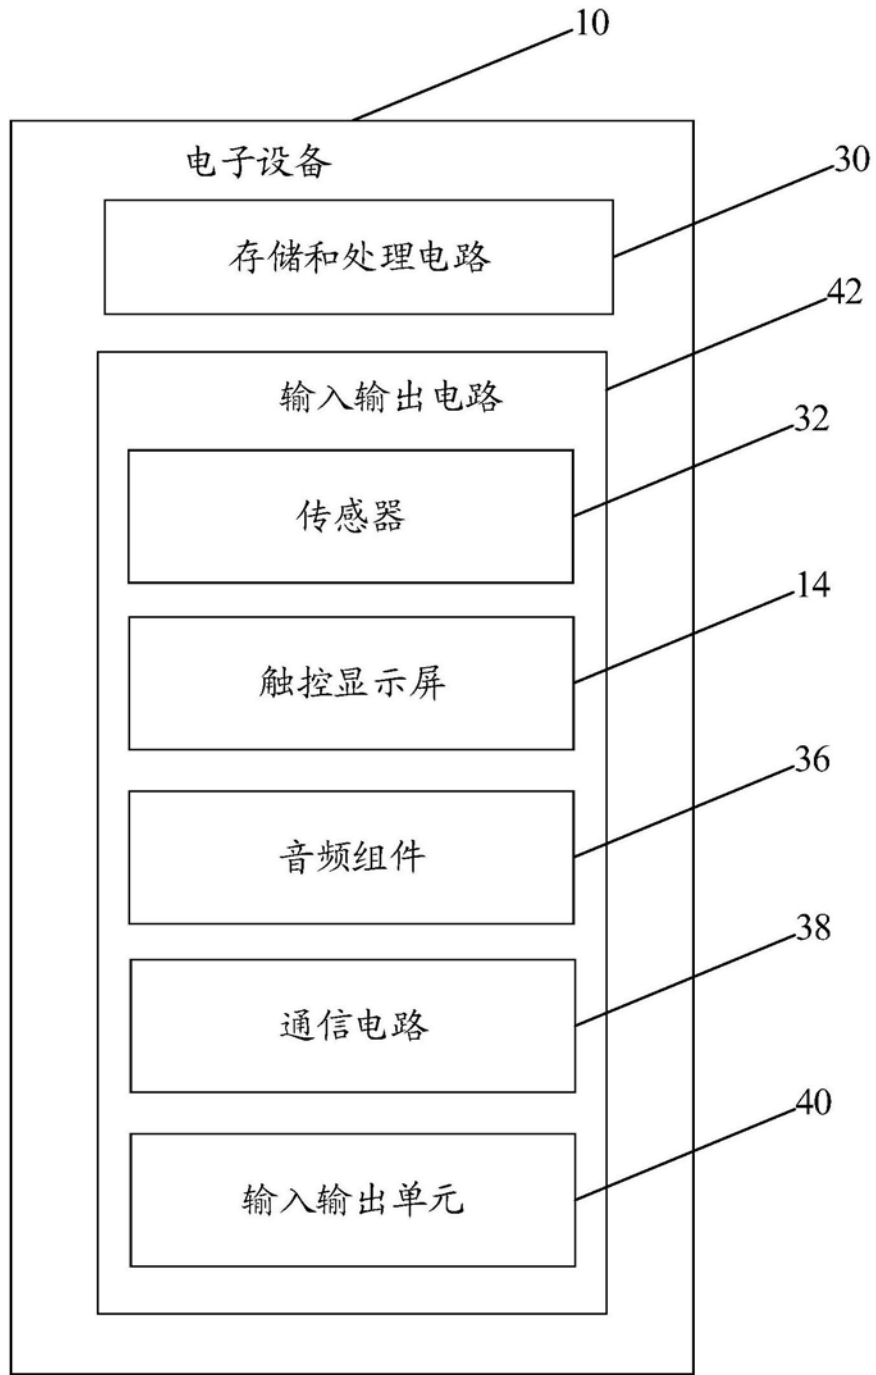 10
电子设备
30
存储和处理电路
42
输入输出电路
32
传感器
14
触控显示屏
36
音频组件
38
通信电路
40
输入输出单元